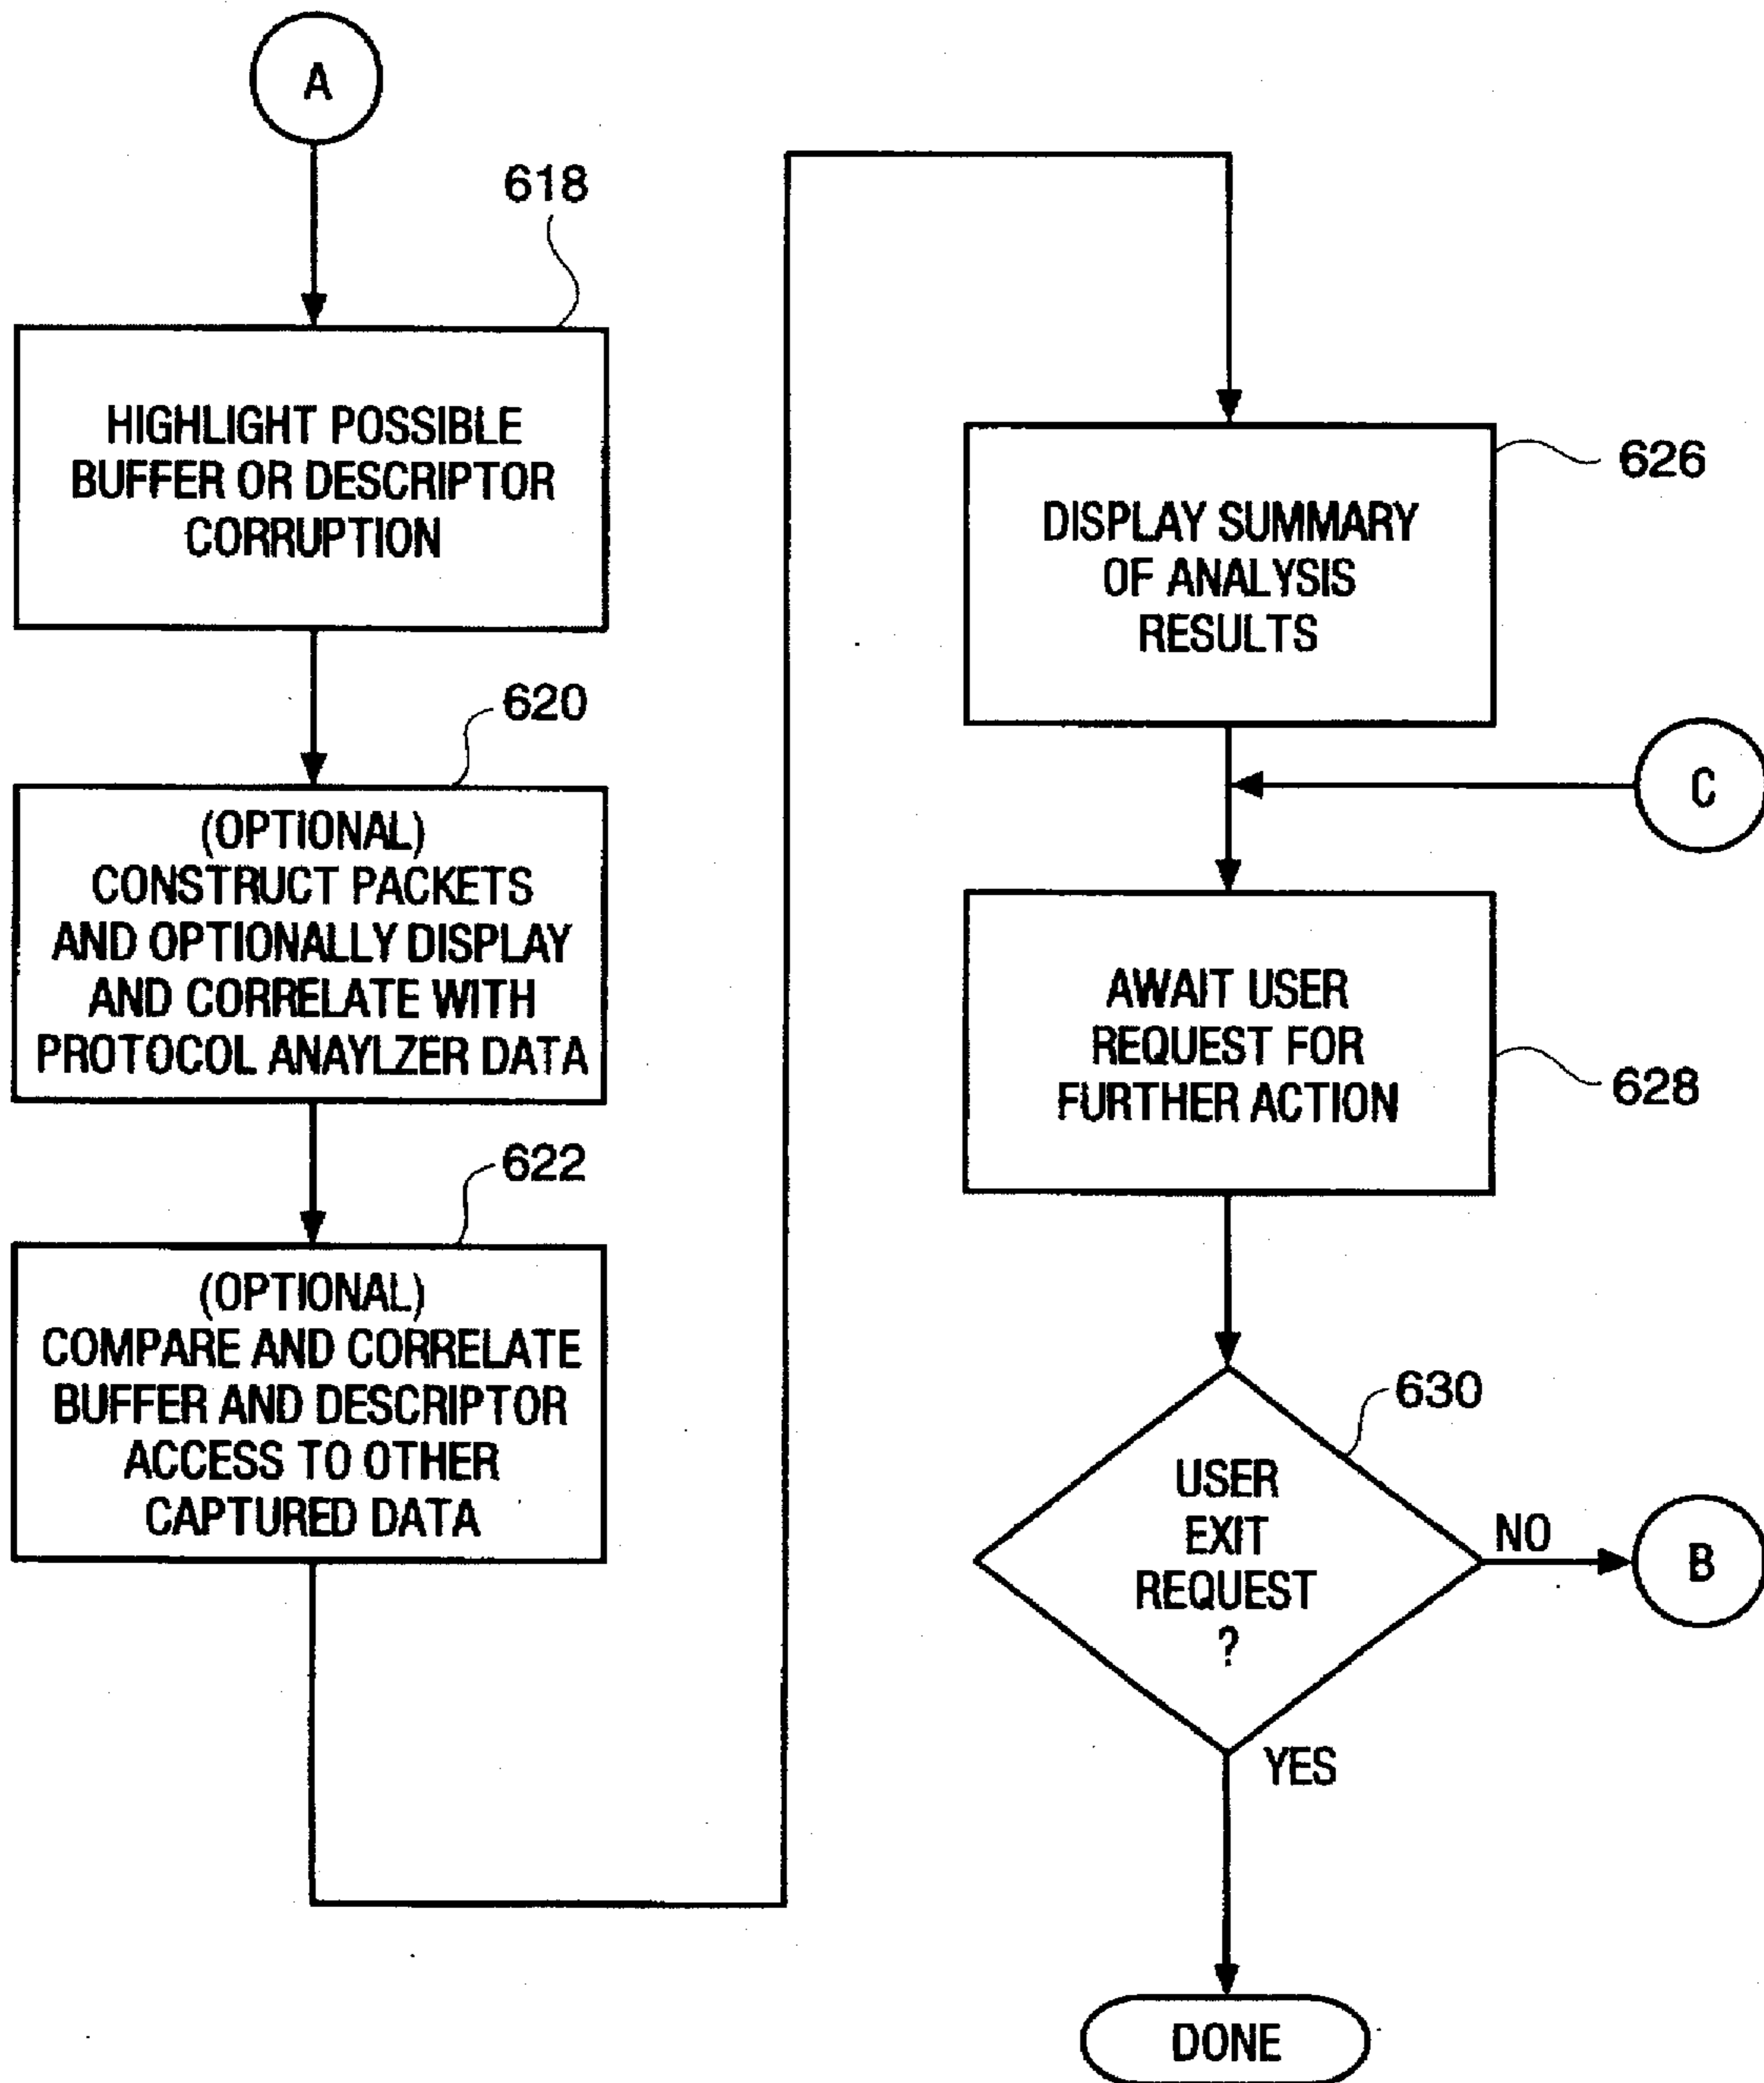 A
618
HIGHLIGHT POSSIBLE
BUFFER OR DESCRIPTOR
CORRUPTION
620
(OPTIONAL)
CONSTRUCT PACKETS
AND OPTIONALLY DISPLAY
AND CORRELATE WITH
PROTOCOL ANAYLZER DATA
622
(OPTIONAL)
COMPARE AND CORRELATE
BUFFER AND DESCRIPTOR
ACCESS TO OTHER
CAPTURED DATA
626
DISPLAY SUMMARY
OF ANALYSIS
RESULTS
C
AWAIT USER
REQUEST FOR
FURTHER ACTION
628
630
USER
EXIT
REQUEST
?
NO
B
YES
DONE